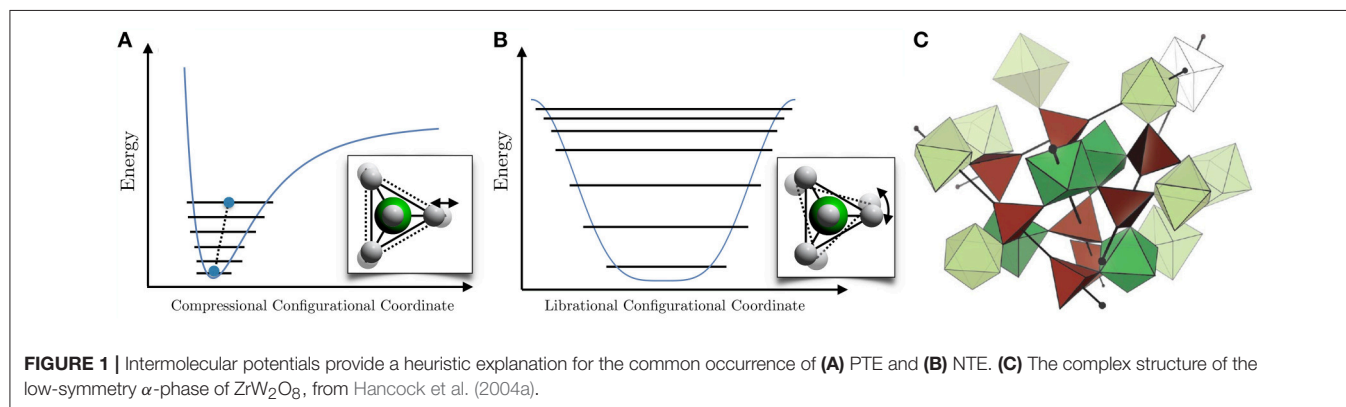 A
B
C
Energy
Energy
Compressional Configurational Coordinate
Librational Configurational Coordinate
FIGURE 1 | Intermolecular potentials provide a heuristic explanation for the common occurrence of (A) PTE and (B) NTE. (C) The complex structure of the
low-symmetry α-phase of ZrW₂O₈, from Hancock et al. (2004a).